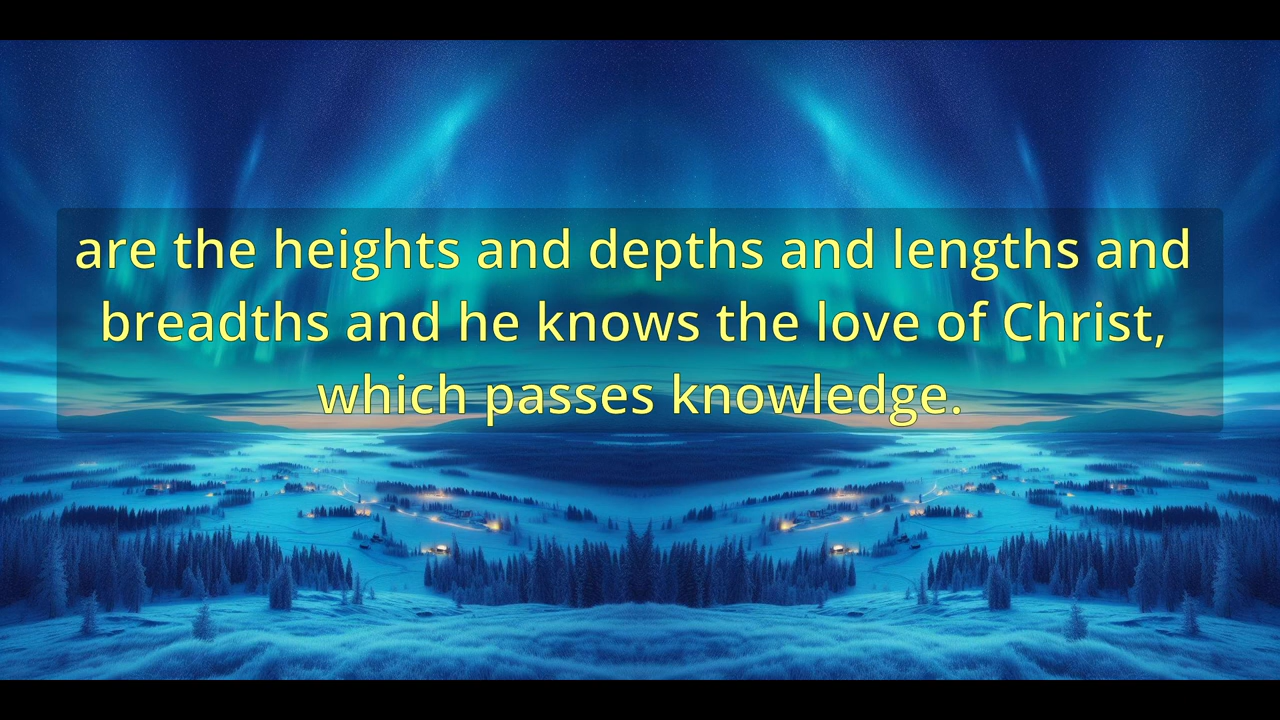 are the heights and depths and lengths and
breadths and he knows the love of Christ,
which passes knowledge.